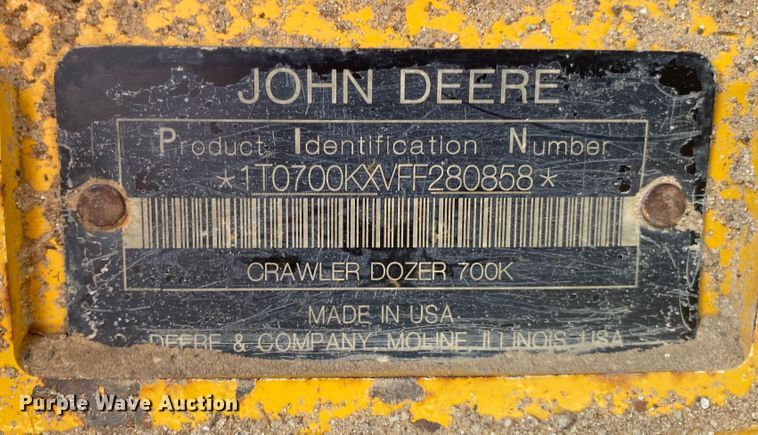 JOHN DEERE
Product Identification Number
*1T0700KXVFF280858*
CRAWLER DOZER 700K
MADE IN USA
DEERE & COMPANY MOLINE, ILLINOIS USA
Purple Wave Auction